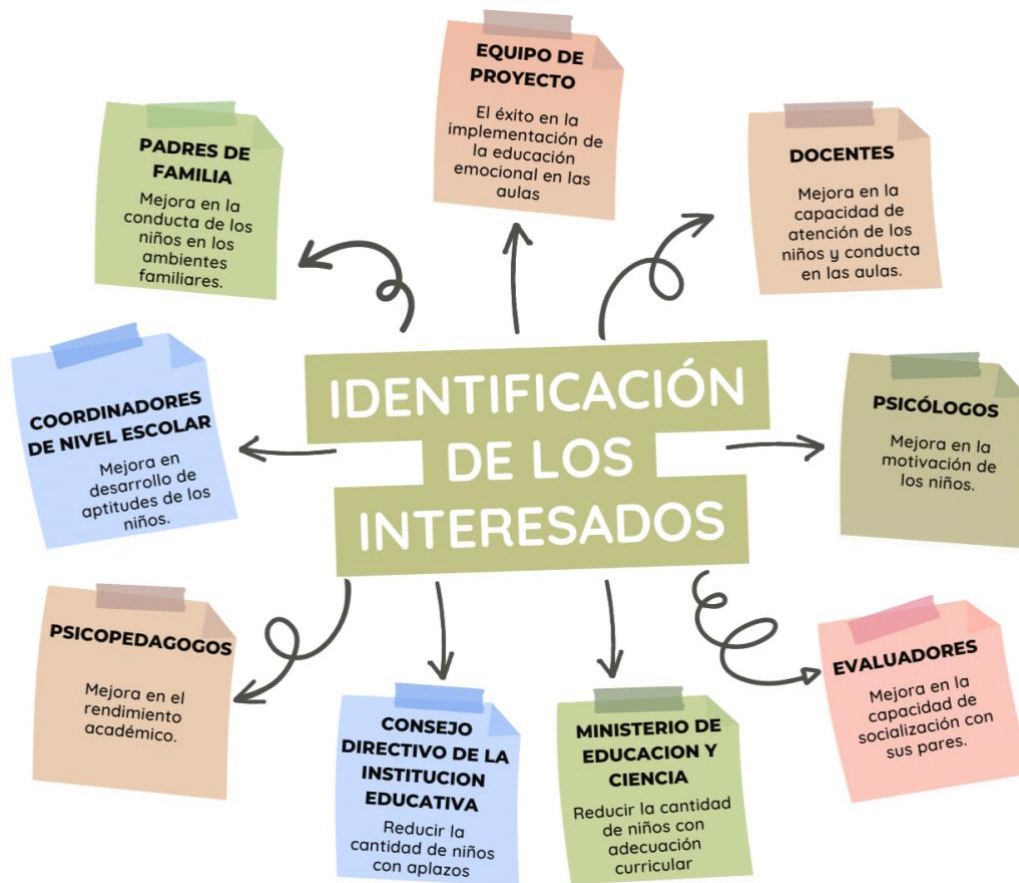 EQUIPO DE
PROYECTO
El éxito en la
implementación de
la educación
emocional en las
aulas
PADRES DE
FAMILIA
Mejora en la
conducta de los
niños en los
ambientes
familiares.
DOCENTES
Mejora en la
capacidad de
atención de los
niños y conducta
en las aulas.
IDENTIFICACIÓN
DE LOS
INTERESADOS
COORDINADORES
DE NIVEL ESCOLAR
Mejora en
desarrollo de
aptitudes de los
niños.
PSICÓLOGOS
Mejora en la
motivación de
los niños.
PSICOPEDAGOGOS
Mejora en el
rendimiento
académico.
CONSEJO
DIRECTIVO DE LA
INSTITUCION
EDUCATIVA
Reducir la
cantidad de niños
con aplazos
MINISTERIO DE
EDUCACION Y
CIENCIA
Reducir la cantidad
de niños con
adecuación
curricular
EVALUADORES
Mejora en la
capacidad de
socialización con
sus pares.